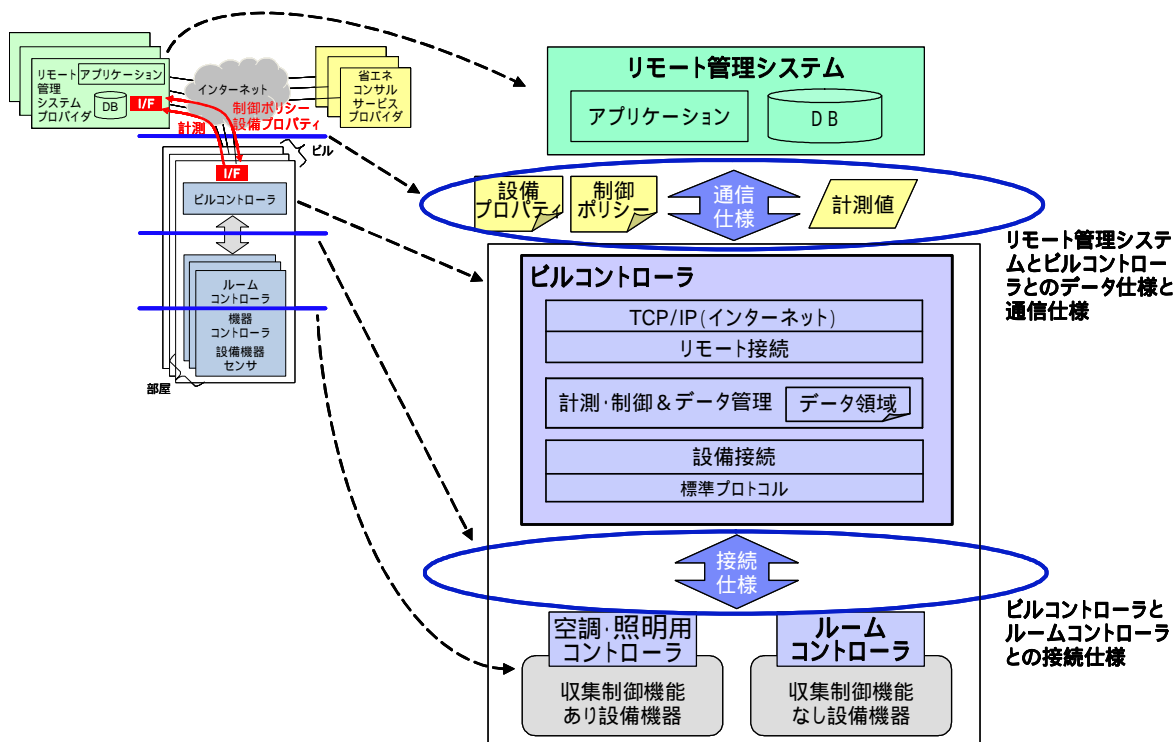 リモート
管理
システム
プロバイダ
アプリケーション
DB
I/F
インターネット
省エネ
コンサル
サービス
プロバイダ
制御ポリシー
設備プロパティ
計測
ビル
I/F
ビルコントローラ
ルーム
コントローラ
機器
コントローラ
設備機器
センサ
部屋
リモート管理システム
アプリケーション
DB
設備
プロパティ
制御
ポリシー
通信
仕様
計測値
リモート管理システ
ムとビルコントロー
ラとのデータ仕様と
通信仕様
ビルコントローラ
TCP/IP(インターネット)
リモート接続
計測・制御&データ管理
データ領域
設備接続
標準プロトコル
接続
仕様
ビルコントローラと
ルームコントローラ
との接続仕様
空調・照明用
コントローラ
収集制御機能
あり設備機器
ルーム
コントローラ
収集制御機能
なし設備機器